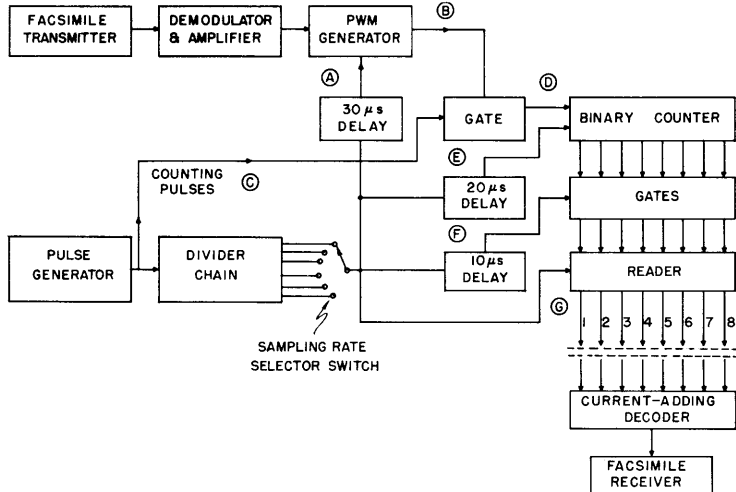 FACSIMILE
TRANSMITTER
DEMODULATOR
& AMPLIFIER
PWM
GENERATOR
B
A
30 μs
DELAY
GATE
D
BINARY COUNTER
E
COUNTING
PULSES
C
20 μs
DELAY
GATES
F
PULSE
GENERATOR
DIVIDER
CHAIN
10 μs
DELAY
READER
G
1 2 3 4 5 6 7 8
SAMPLING RATE
SELECTOR SWITCH
CURRENT-ADDING
DECODER
FACSIMILE
RECEIVER